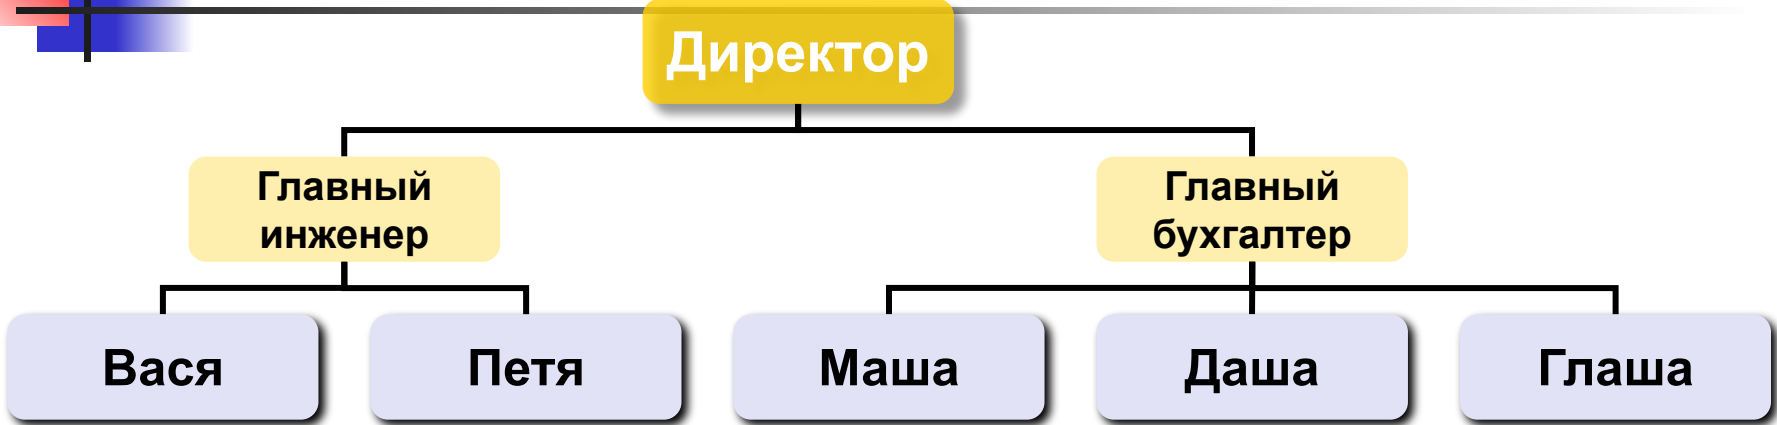 Директор
Главный
инженер
Главный
бухгалтер
Вася
Петя
Маша
Даша
Глаша